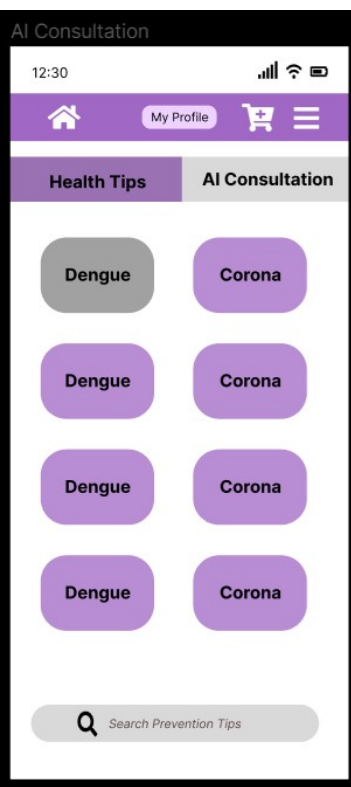 AI Consultation
12:30
My Profile
Health Tips AI Consultation
Dengue Corona
Dengue Corona
Dengue Corona
Dengue Corona
Search Prevention Tips